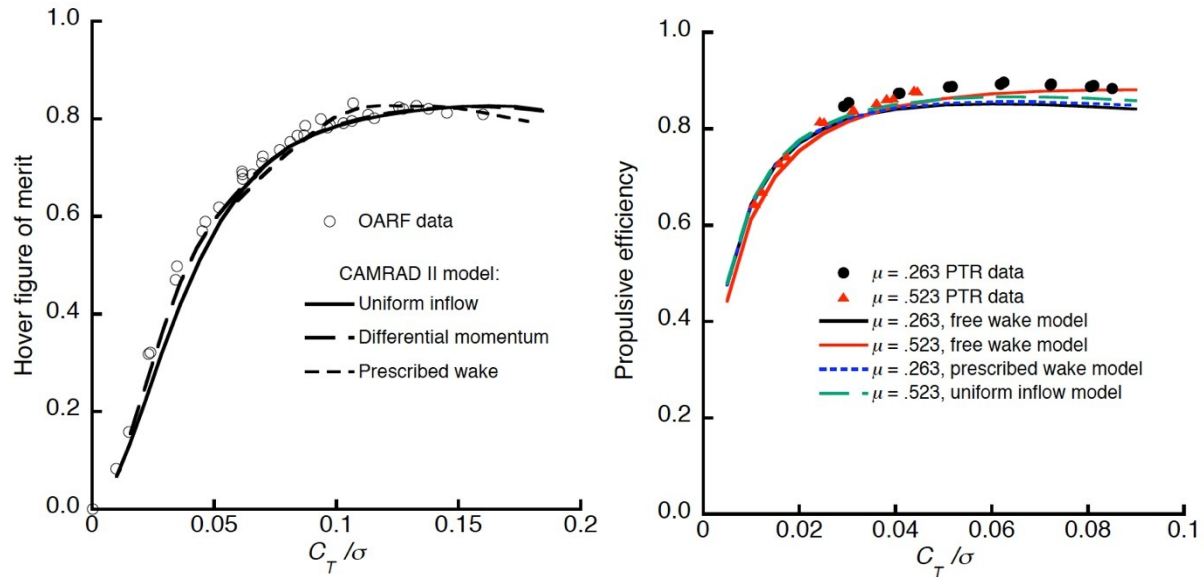 Hover figure of merit
1.0
0.8
0.6
0.4
0.2
0.0
0 0.05 0.1 0.15 0.2
C_T /σ
OARF data
CAMRAD II model:
Uniform inflow
Differential momentum
Prescribed wake
Propulsive efficiency
1.0
0.8
0.6
0.4
0.2
0.0
0 0.02 0.04 0.06 0.08 0.1
C_T /σ
μ = .263 PTR data
μ = .523 PTR data
μ = .263, free wake model
μ = .523, free wake model
μ = .263, prescribed wake model
μ = .523, uniform inflow model